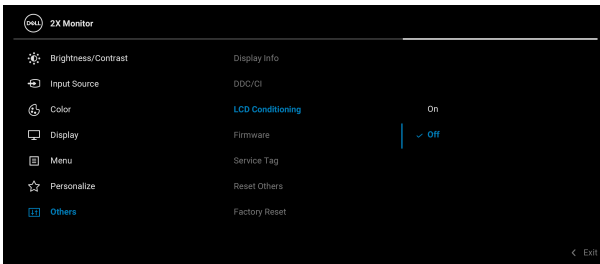 DELL 2X Monitor
Brightness/Contrast Display Info
Input Source DDC/CI
Color LCD Conditioning On
Display Firmware Off
Menu Service Tag
Personalize Reset Others
Others Factory Reset
Exit